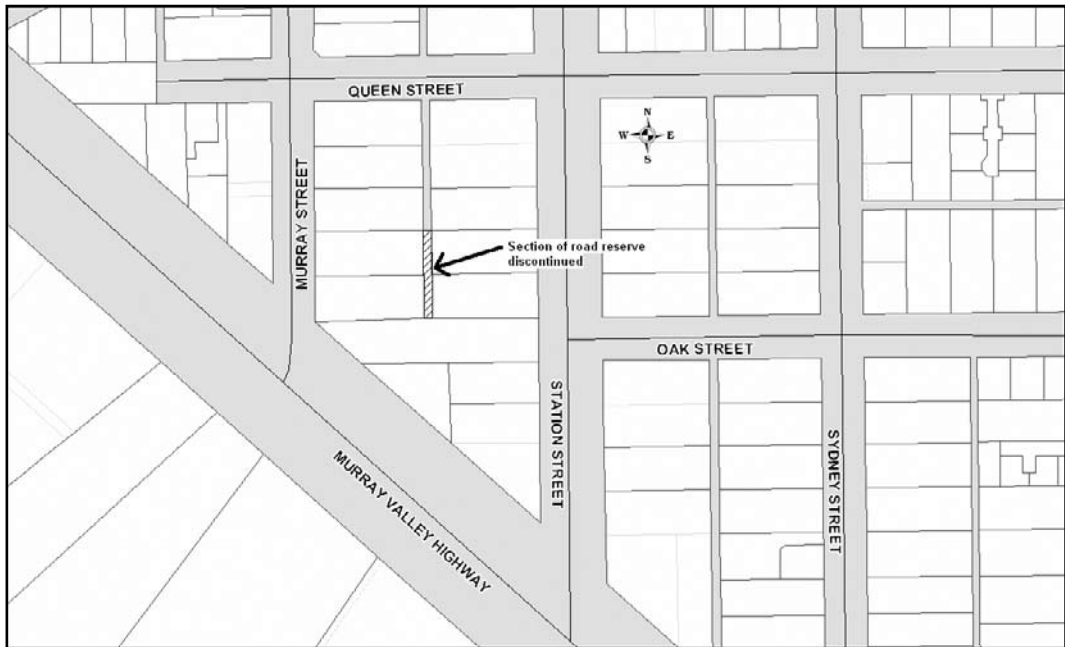 QUEEN STREET
N
W E
S
MURRAY STREET
Section of road reserve
discontinued
OAK STREET
STATION STREET
SYDNEY STREET
MURRAY VALLEY HIGHWAY